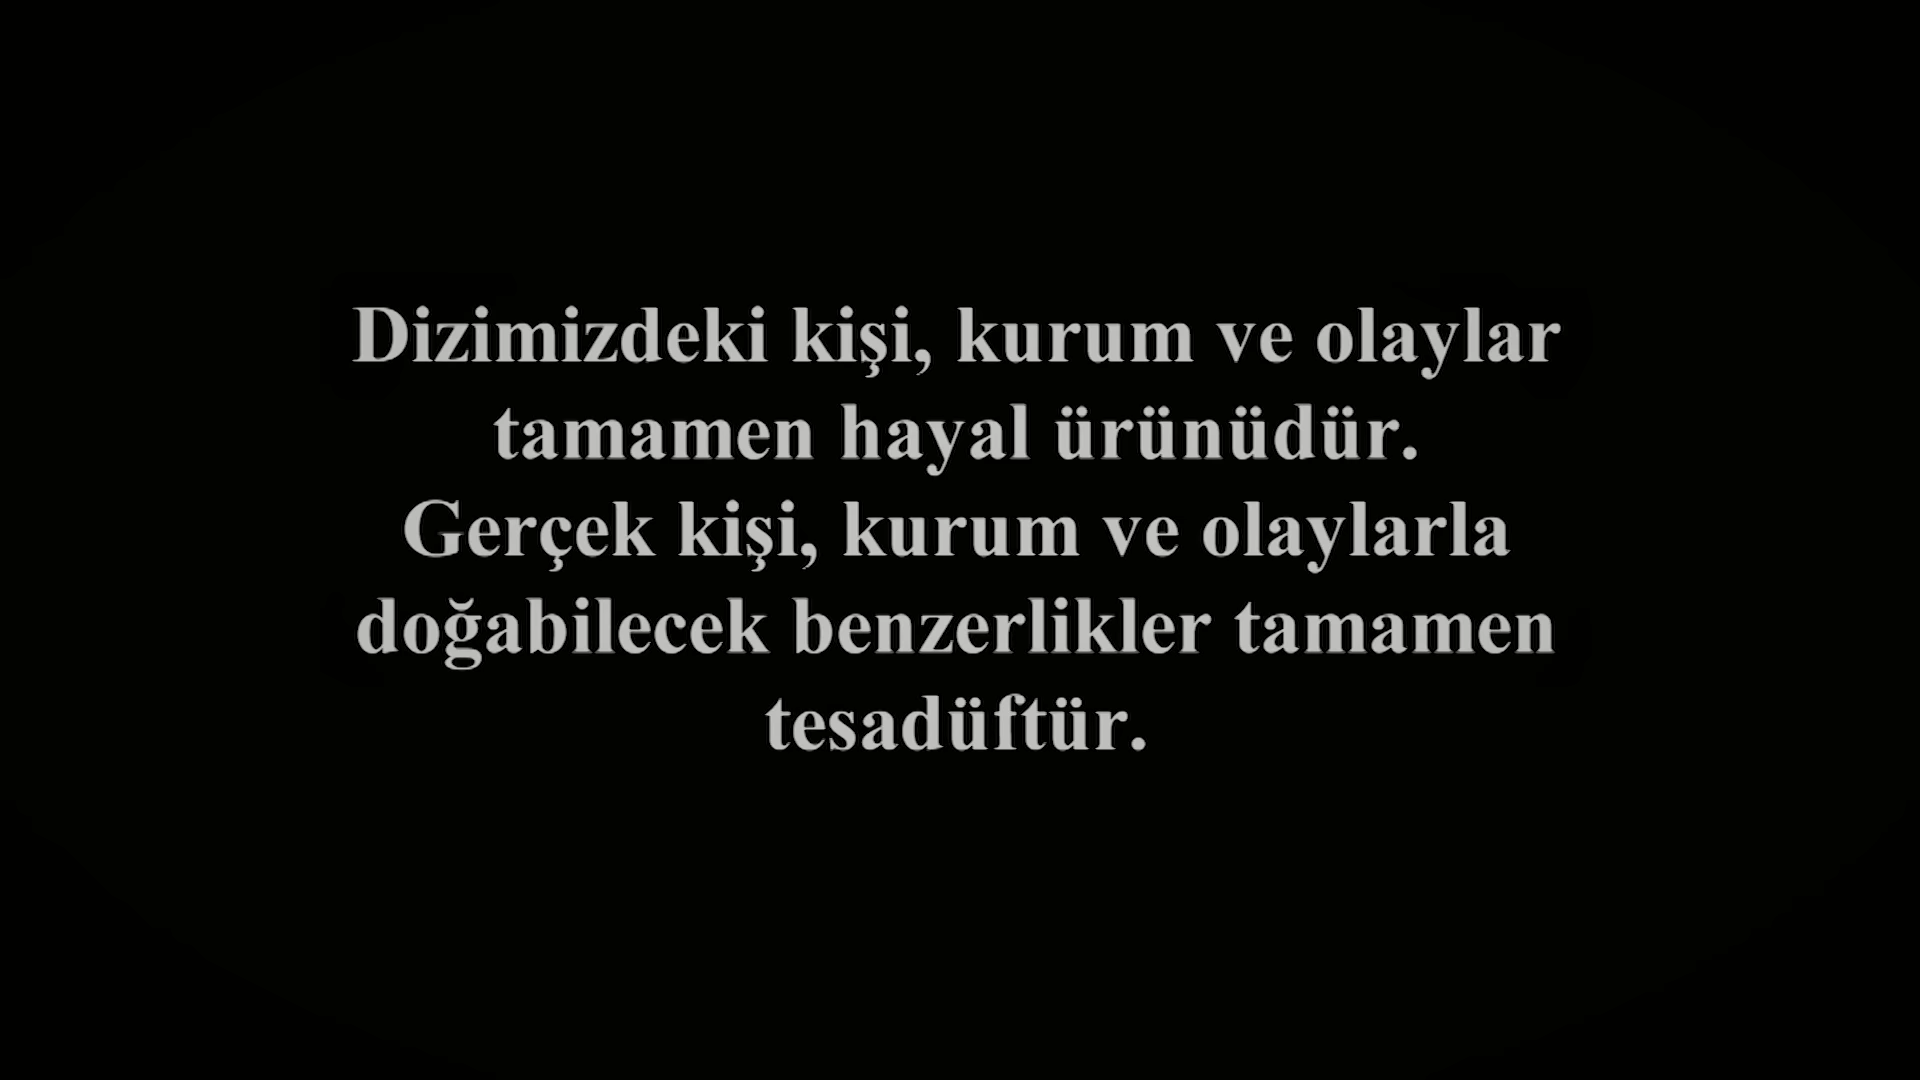 Dizimizdeki kişi, kurum ve olaylar
tamamen hayal ürünüdür.
Gerçek kişi, kurum ve olaylarla
doğabilecek benzerlikler tamamen
tesadüftür.